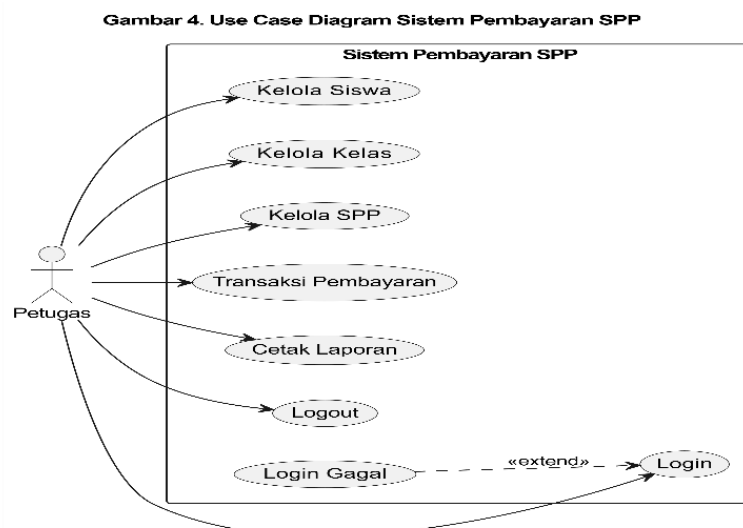 Gambar 4. Use Case Diagram Sistem Pembayaran SPP
Sistem Pembayaran SPP
Kelola Siswa
Kelola Kelas
Kelola SPP
Transaksi Pembayaran
Petugas
Cetak Laporan
Logout
«extend»
Login
Login Gagal